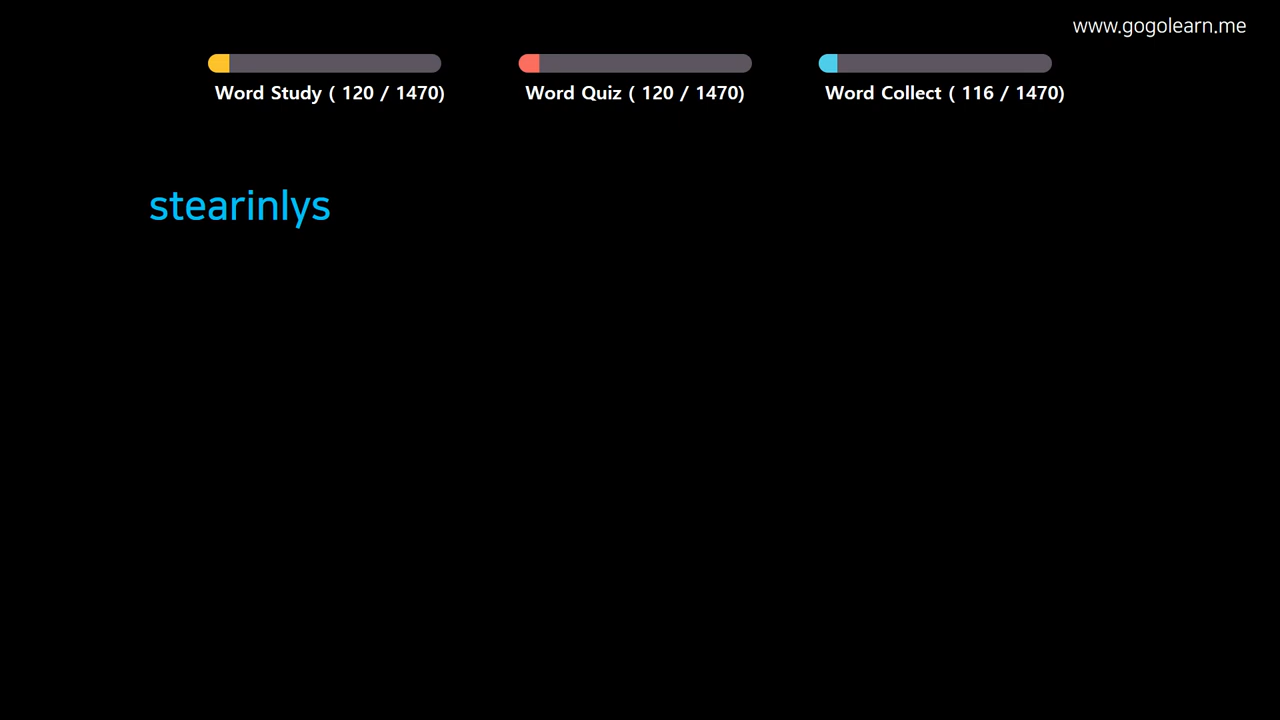 www.gogolearn.me
Word Study ( 120 / 1470)
Word Quiz ( 120 / 1470)
Word Collect ( 116 / 1470)
stearinlys